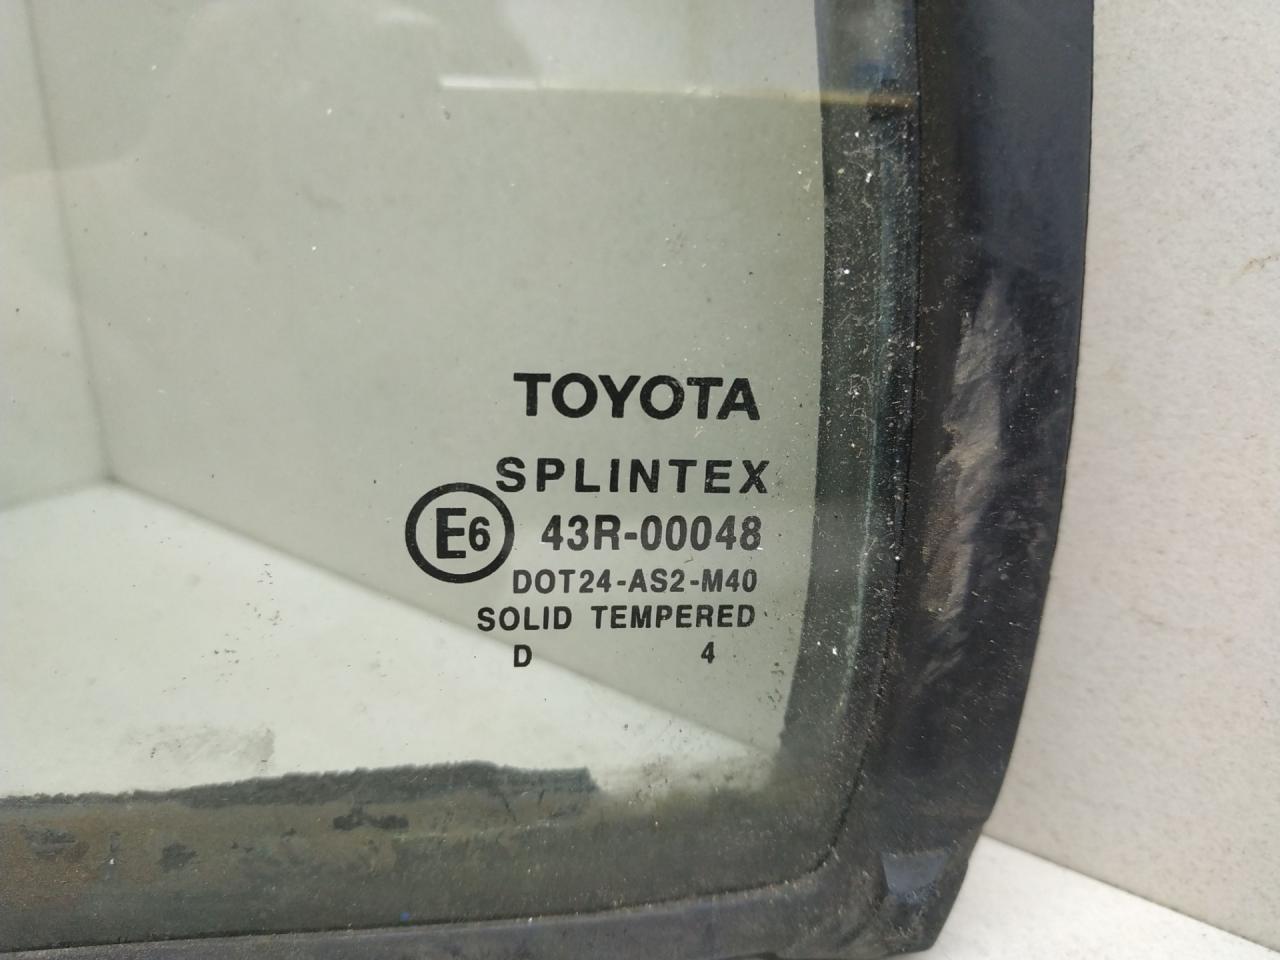 TOYOTA
SPLINTEX
E6 43R-00048
DOT24-AS2-M40
SOLID TEMPERED
D 4